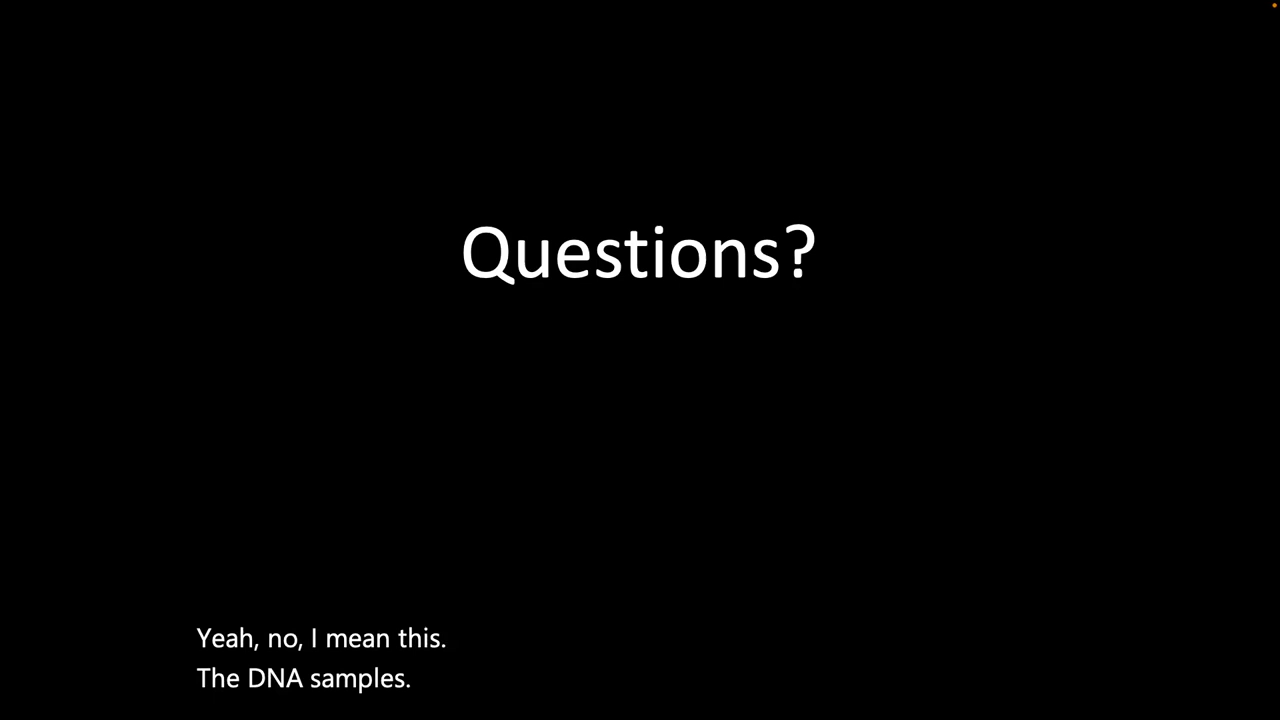 Questions?
Yeah, no, I mean this.
The DNA samples.